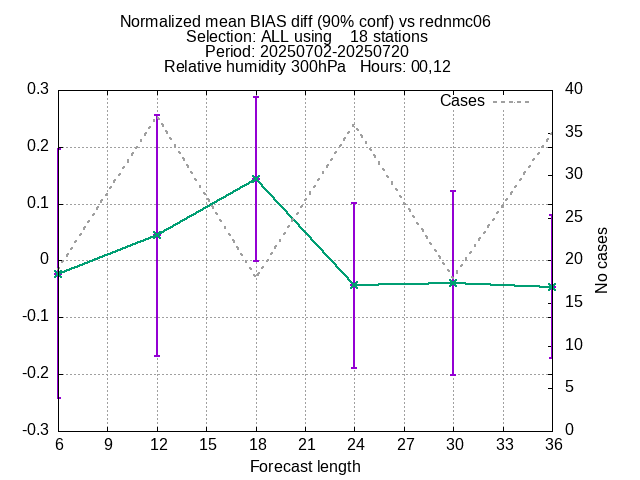 Normalized mean BIAS diff (90% conf) vs rednmc06
Selection: ALL using    18 stations
Period: 20250702-20250720
Relative humidity 300hPa   Hours: 00,12
Cases
0.3
0.2
0.1
0
-0.1
-0.2
-0.3
40
35
30
25
20
15
10
5
0
No cases
6 9 12 15 18 21 24 27 30 33 36
Forecast length